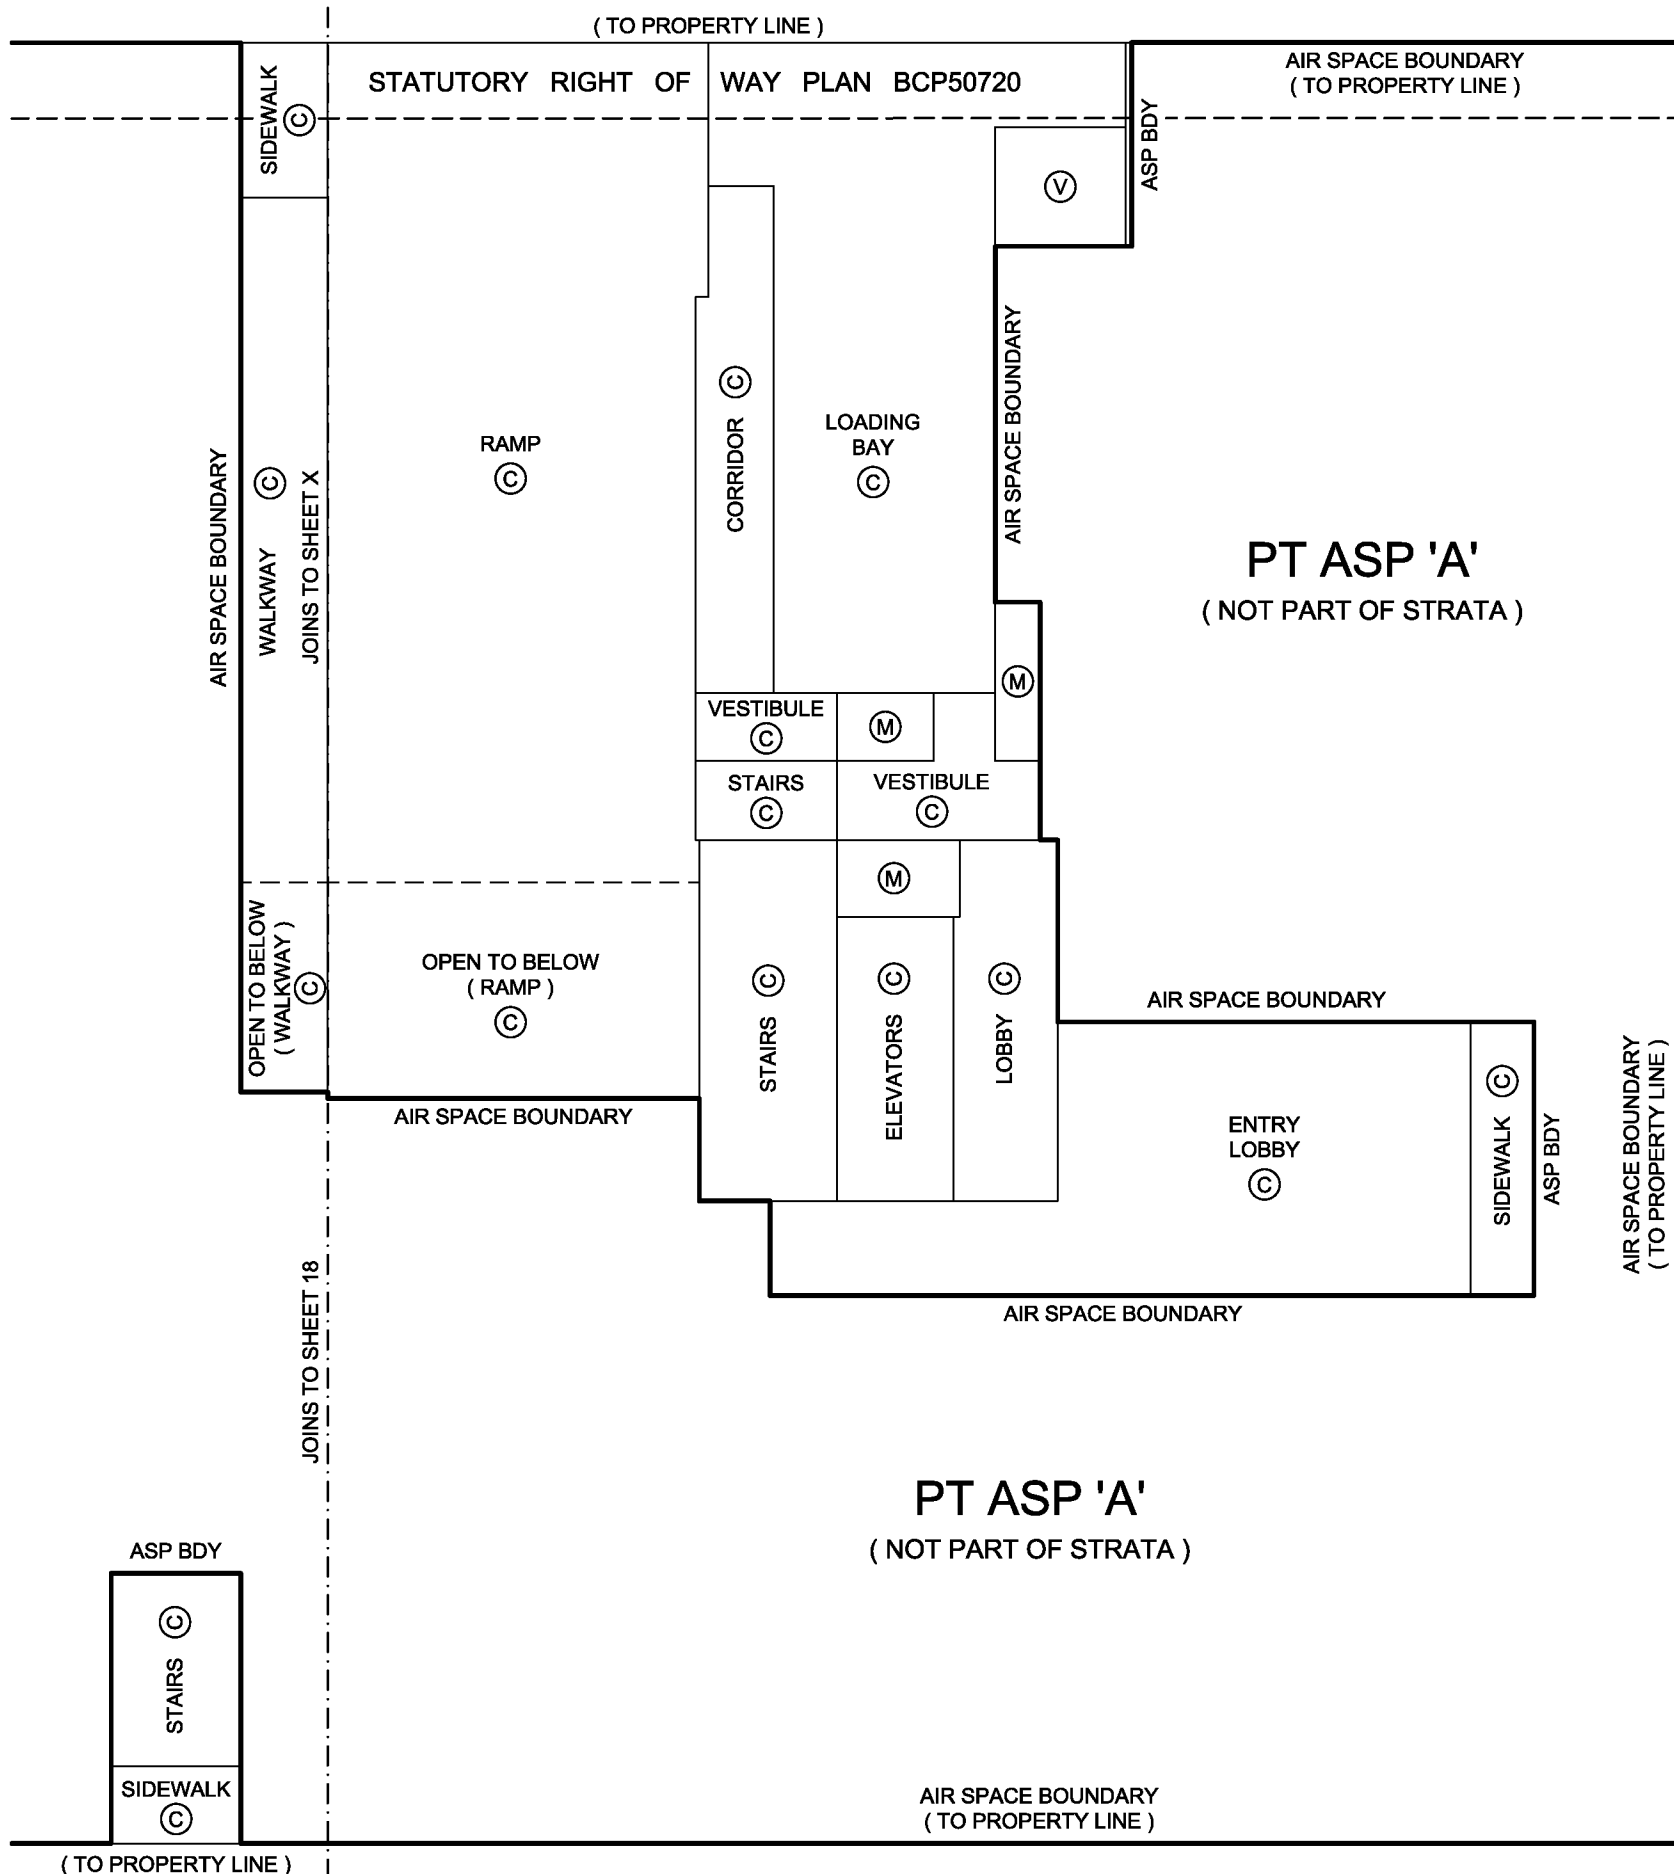 ( TO PROPERTY LINE )
AIR SPACE BOUNDARY
( TO PROPERTY LINE )
STATUTORY RIGHT OF WAY PLAN BCP50720
SIDEWALK C
ASP BDY
V
AIR SPACE BOUNDARY
WALKWAY C
JOINS TO SHEET X
RAMP
C
CORRIDOR C
LOADING
BAY
C
AIR SPACE BOUNDARY
PT ASP 'A'
( NOT PART OF STRATA )
M
VESTIBULE
C
M
STAIRS
C
VESTIBULE
C
M
OPEN TO BELOW
( WALKWAY ) C
OPEN TO BELOW
( RAMP )
C
STAIRS C
ELEVATORS C
LOBBY C
AIR SPACE BOUNDARY
AIR SPACE BOUNDARY
ENTRY
LOBBY
C
SIDEWALK C
ASP BDY
AIR SPACE BOUNDARY
( TO PROPERTY LINE )
AIR SPACE BOUNDARY
JOINS TO SHEET 18
PT ASP 'A'
( NOT PART OF STRATA )
ASP BDY
STAIRS C
SIDEWALK
C
AIR SPACE BOUNDARY
( TO PROPERTY LINE )
( TO PROPERTY LINE )